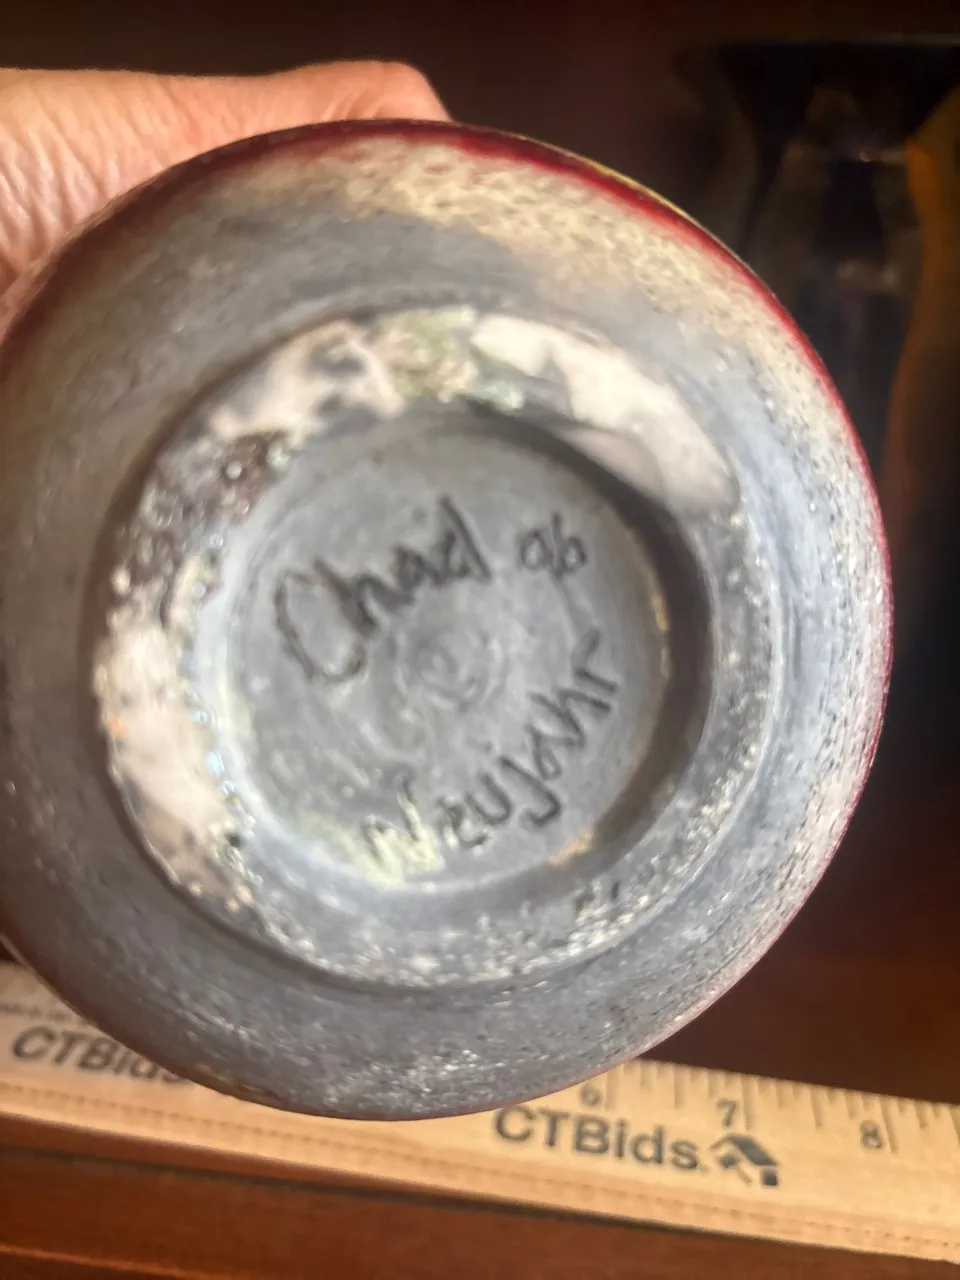 Chad 06
Neujahr
CTBids
6
CTBids
7
8